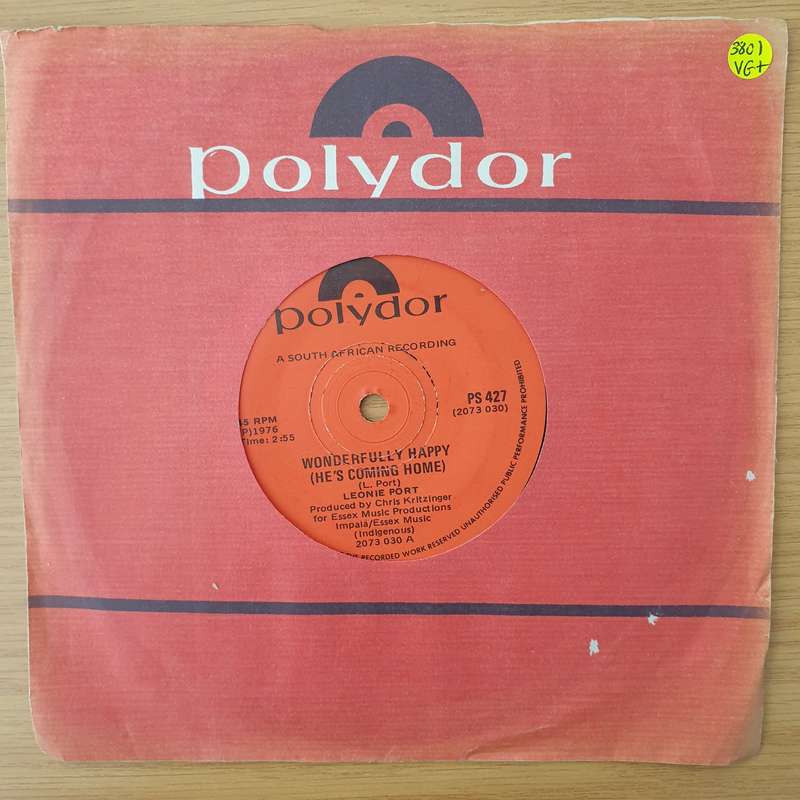 3801
VG+
polydor
polydor
A SOUTH AFRICAN RECORDING
PS 427
(2073 030)
45 RPM
(P)1976
Time: 2:55
WONDERFULLY HAPPY
(HE'S COMING HOME)
(L. Port)
LEONIE PORT
Produced by Chris Kritzinger
for Essex Music Productions
Impala/Essex Music
(Indigenous)
2073 030 A
RECORDED WORK RESERVED UNAUTHORISED PUBLIC PERFORMANCE PROHIBITED